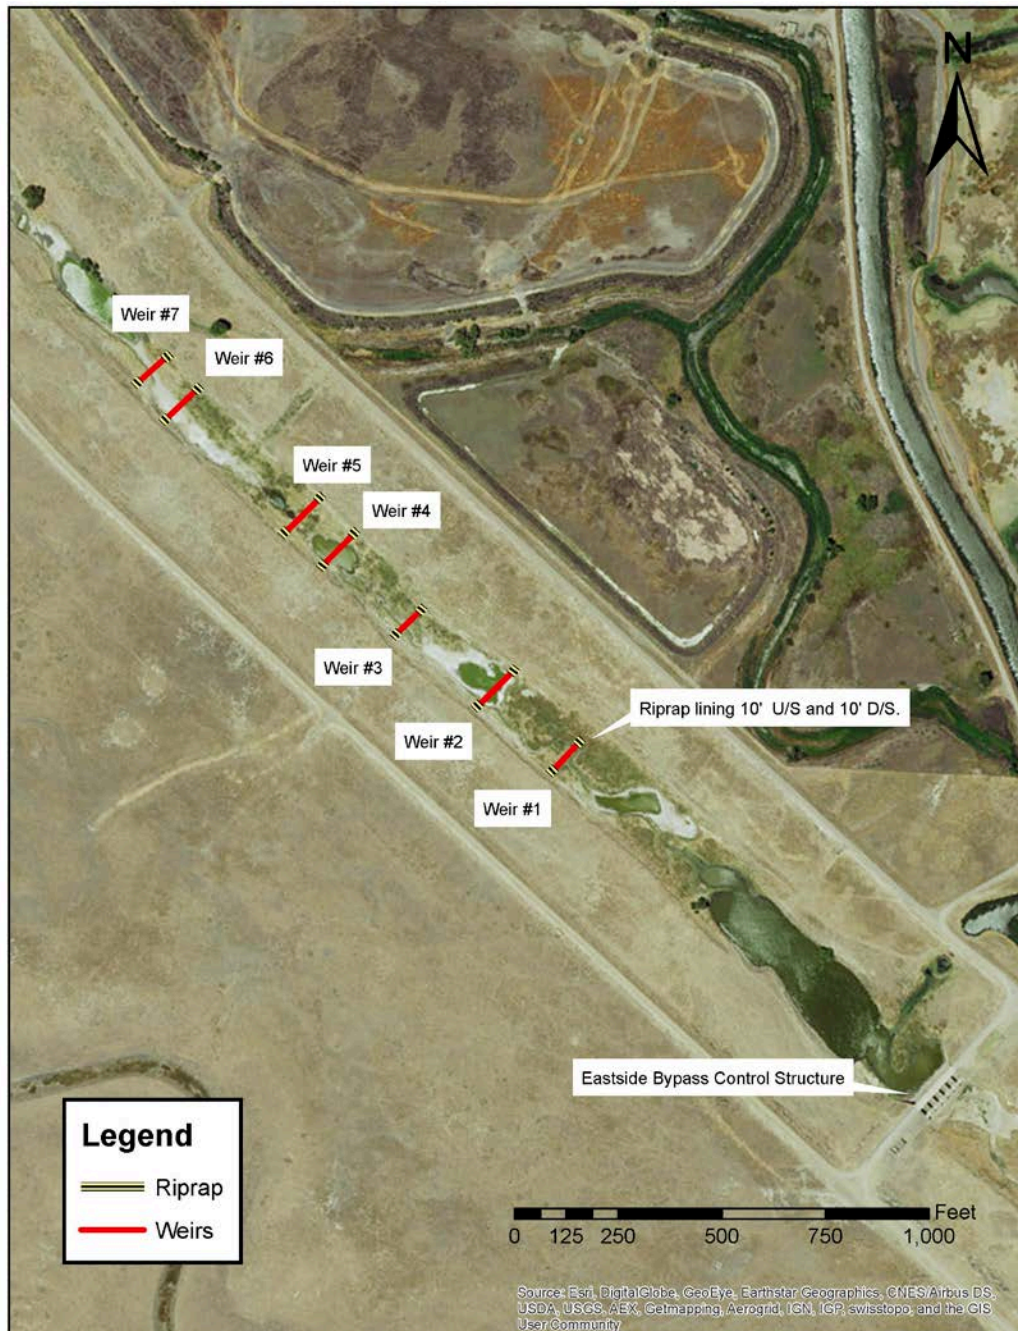 N
Weir #7
Weir #6
Weir #5
Weir #4
Weir #3
Riprap lining 10' U/S and 10' D/S.
Weir #2
Weir #1
Eastside Bypass Control Structure
Legend
Riprap
Weirs
Feet
0 125 250 500 750 1,000
Source: Esri, DigitalGlobe, GeoEye, Earthstar Geographics, CNES/Airbus DS,
USDA, USGS, AEX, Getmapping, Aerogrid, IGN, IGP, swisstopo, and the GIS
User Community